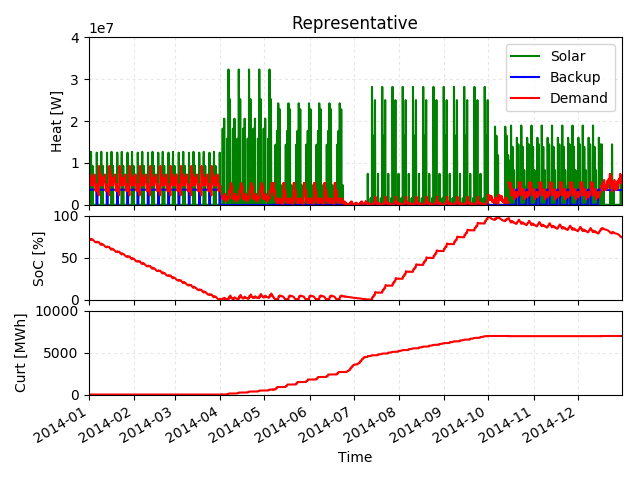 Representative
1e7
4
3
2
1
0
Heat [W]
Solar
Backup
Demand
100
50
0
SoC [%]
10000
5000
0
Curt [MWh]
2014-01
2014-02
2014-03
2014-04
2014-05
2014-06
2014-07
2014-08
2014-09
2014-10
2014-11
2014-12
Time